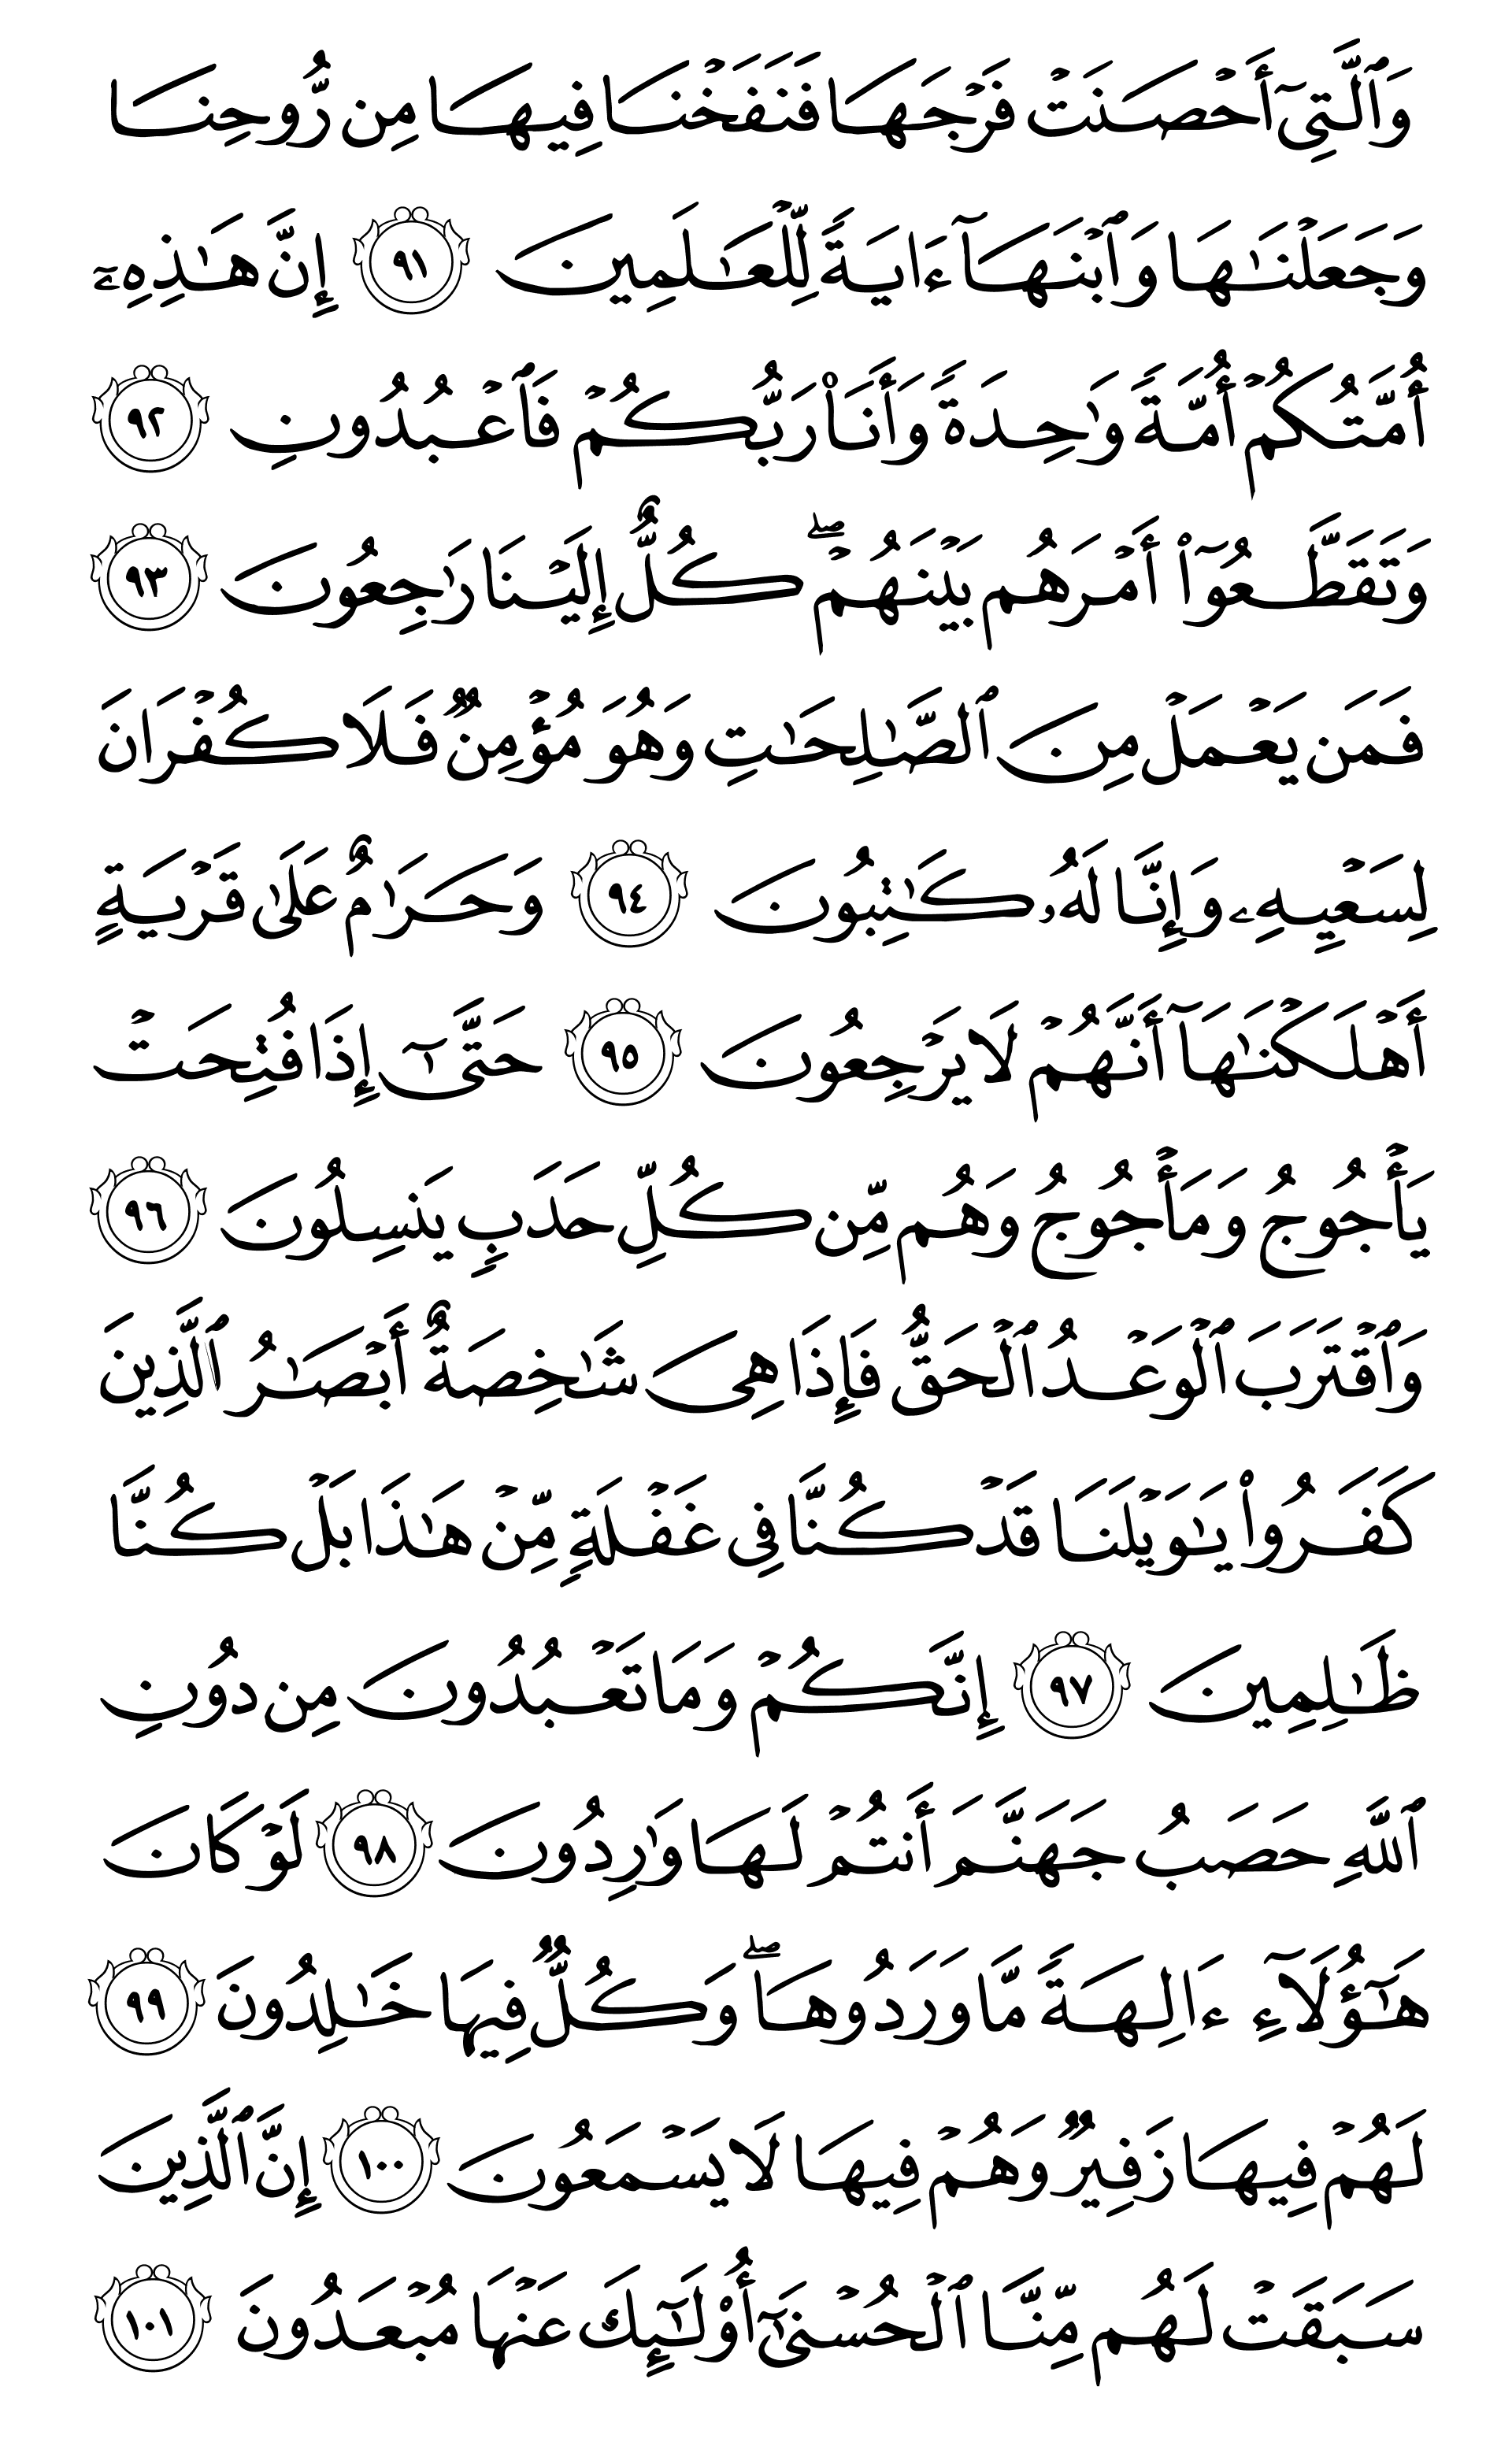 وَٱلَّتِىٓ أَحْصَنَتْ فَرْجَهَا فَنَفَخْنَا فِيهَا مِن رُّوحِنَا
وَجَعَلْنَٰهَا وَٱبْنَهَآ ءَايَةً لِّلْعَٰلَمِينَ ٩١ إِنَّ هَٰذِهِۦٓ
أُمَّتُكُمْ أُمَّةً وَٰحِدَةً وَأَنَا۠ رَبُّكُمْ فَٱعْبُدُونِ ٩٢
وَتَقَطَّعُوٓا۟ أَمْرَهُم بَيْنَهُمْ ۖ كُلٌّ إِلَيْنَا رَٰجِعُونَ ٩٣
فَمَن يَعْمَلْ مِنَ ٱلصَّٰلِحَٰتِ وَهُوَ مُؤْمِنٌ فَلَا كُفْرَانَ
لِسَعْيِهِۦ وَإِنَّا لَهُۥ كَٰتِبُونَ ٩٤ وَحَرَٰمٌ عَلَىٰ قَرْيَةٍ
أَهْلَكْنَٰهَآ أَنَّهُمْ لَا يَرْجِعُونَ ٩٥ حَتَّىٰٓ إِذَا فُتِحَتْ
يَأْجُوجُ وَمَأْجُوجُ وَهُم مِّن كُلِّ حَدَبٍ يَنسِلُونَ ٩٦
وَٱقْتَرَبَ ٱلْوَعْدُ ٱلْحَقُّ فَإِذَا هِىَ شَٰخِصَةٌ أَبْصَٰرُ ٱلَّذِينَ
كَفَرُوا۟ يَٰوَيْلَنَا قَدْ كُنَّا فِى غَفْلَةٍ مِّنْ هَٰذَا بَلْ كُنَّا
ظَٰلِمِينَ ٩٧ إِنَّكُمْ وَمَا تَعْبُدُونَ مِن دُونِ
ٱللَّهِ حَصَبُ جَهَنَّمَ أَنتُمْ لَهَا وَٰرِدُونَ ٩٨ لَوْ كَانَ
هَٰٓؤُلَآءِ ءَالِهَةً مَّا وَرَدُوهَا ۖ وَكُلٌّ فِيهَا خَٰلِدُونَ ٩٩
لَهُمْ فِيهَا زَفِيرٌ وَهُمْ فِيهَا لَا يَسْمَعُونَ ١٠٠ إِنَّ ٱلَّذِينَ
سَبَقَتْ لَهُم مِّنَّا ٱلْحُسْنَىٰٓ أُو۟لَٰٓئِكَ عَنْهَا مُبْعَدُونَ ١٠١